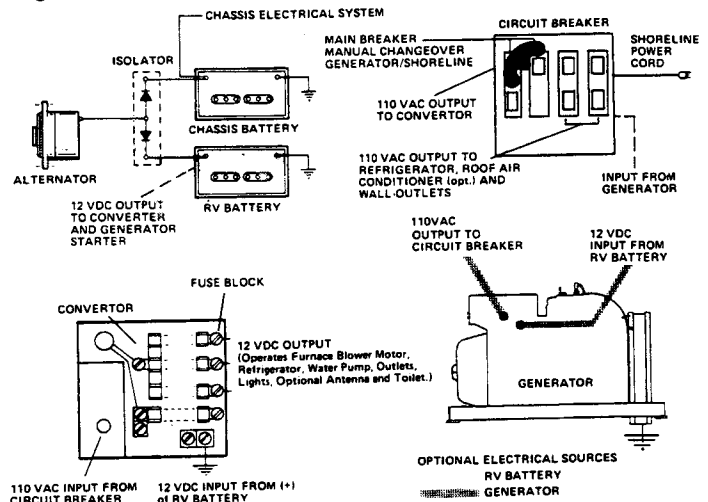 CHASSIS ELECTRICAL SYSTEM
ISOLATOR
CHASSIS BATTERY
ALTERNATOR
12 VDC OUTPUT
TO CONVERTER
AND GENERATOR
STARTER
RV BATTERY
CIRCUIT BREAKER
MAIN BREAKER
MANUAL CHANGEOVER
GENERATOR/SHORELINE
SHORELINE
POWER
CORD
110 VAC OUTPUT
TO CONVERTOR
110 VAC OUTPUT TO
REFRIGERATOR, ROOF AIR
CONDITIONER (opt.) AND
WALL-OUTLETS
INPUT FROM
GENERATOR
FUSE BLOCK
CONVERTOR
12 VDC OUTPUT
(Operates Furnace Blower Motor,
Refrigerator, Water Pump, Outlets,
Lights, Optional Antenna and Toilet.)
110 VAC INPUT FROM
CIRCUIT BREAKER
12 VDC INPUT FROM (+)
of RV BATTERY
110VAC
OUTPUT TO
CIRCUIT BREAKER
12 VDC
INPUT FROM
RV BATTERY
GENERATOR
OPTIONAL ELECTRICAL SOURCES
RV BATTERY
GENERATOR